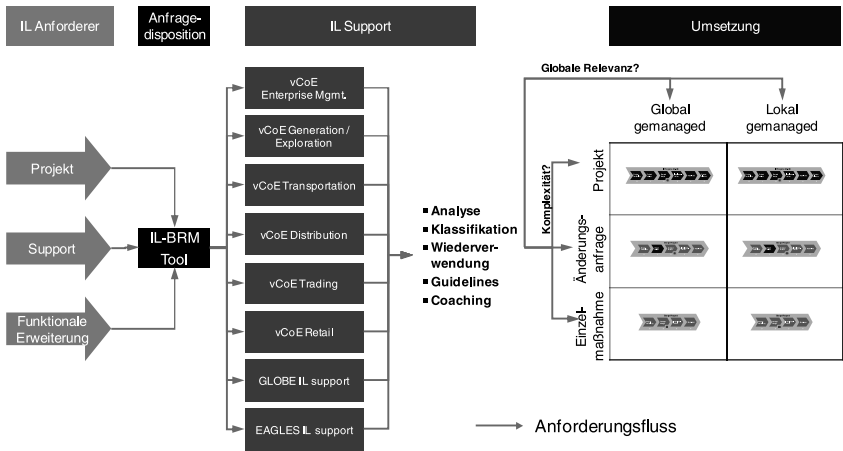 IL Anforderer
Anfrage-
disposition
IL Support
Umsetzung
Projekt
Support
Funktionale
Erweiterung
IL-BRM
Tool
vCoE
Enterprise Mgmt.
vCoE Generation /
Exploration
vCoE Transportation
vCoE Distribution
vCoE Trading
vCoE Retail
GLOBE IL support
EAGLES IL support
▪ Analyse
▪ Klassifikation
▪ Wiederver-
wendung
▪ Guidelines
▪ Coaching
Globale Relevanz?
Global
gemanaged
Lokal
gemanaged
Komplexität?
Projekt
Änderungs-
anfrage
Einzel-
maßnahme
Anforderungsfluss